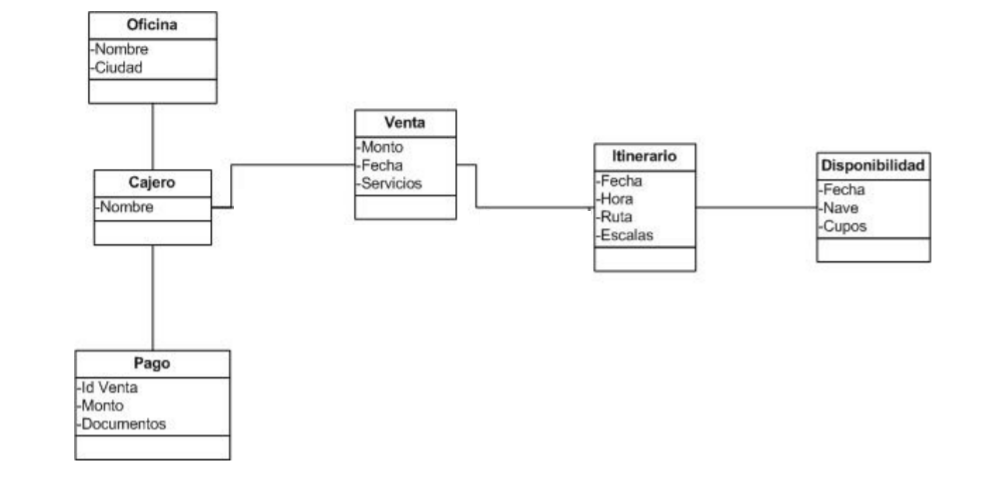 Oficina
-Nombre
-Ciudad
Cajero
-Nombre
Venta
-Monto
-Fecha
-Servicios
Itinerario
-Fecha
-Hora
-Ruta
-Escalas
Disponibilidad
-Fecha
-Nave
-Cupos
Pago
-Id Venta
-Monto
-Documentos